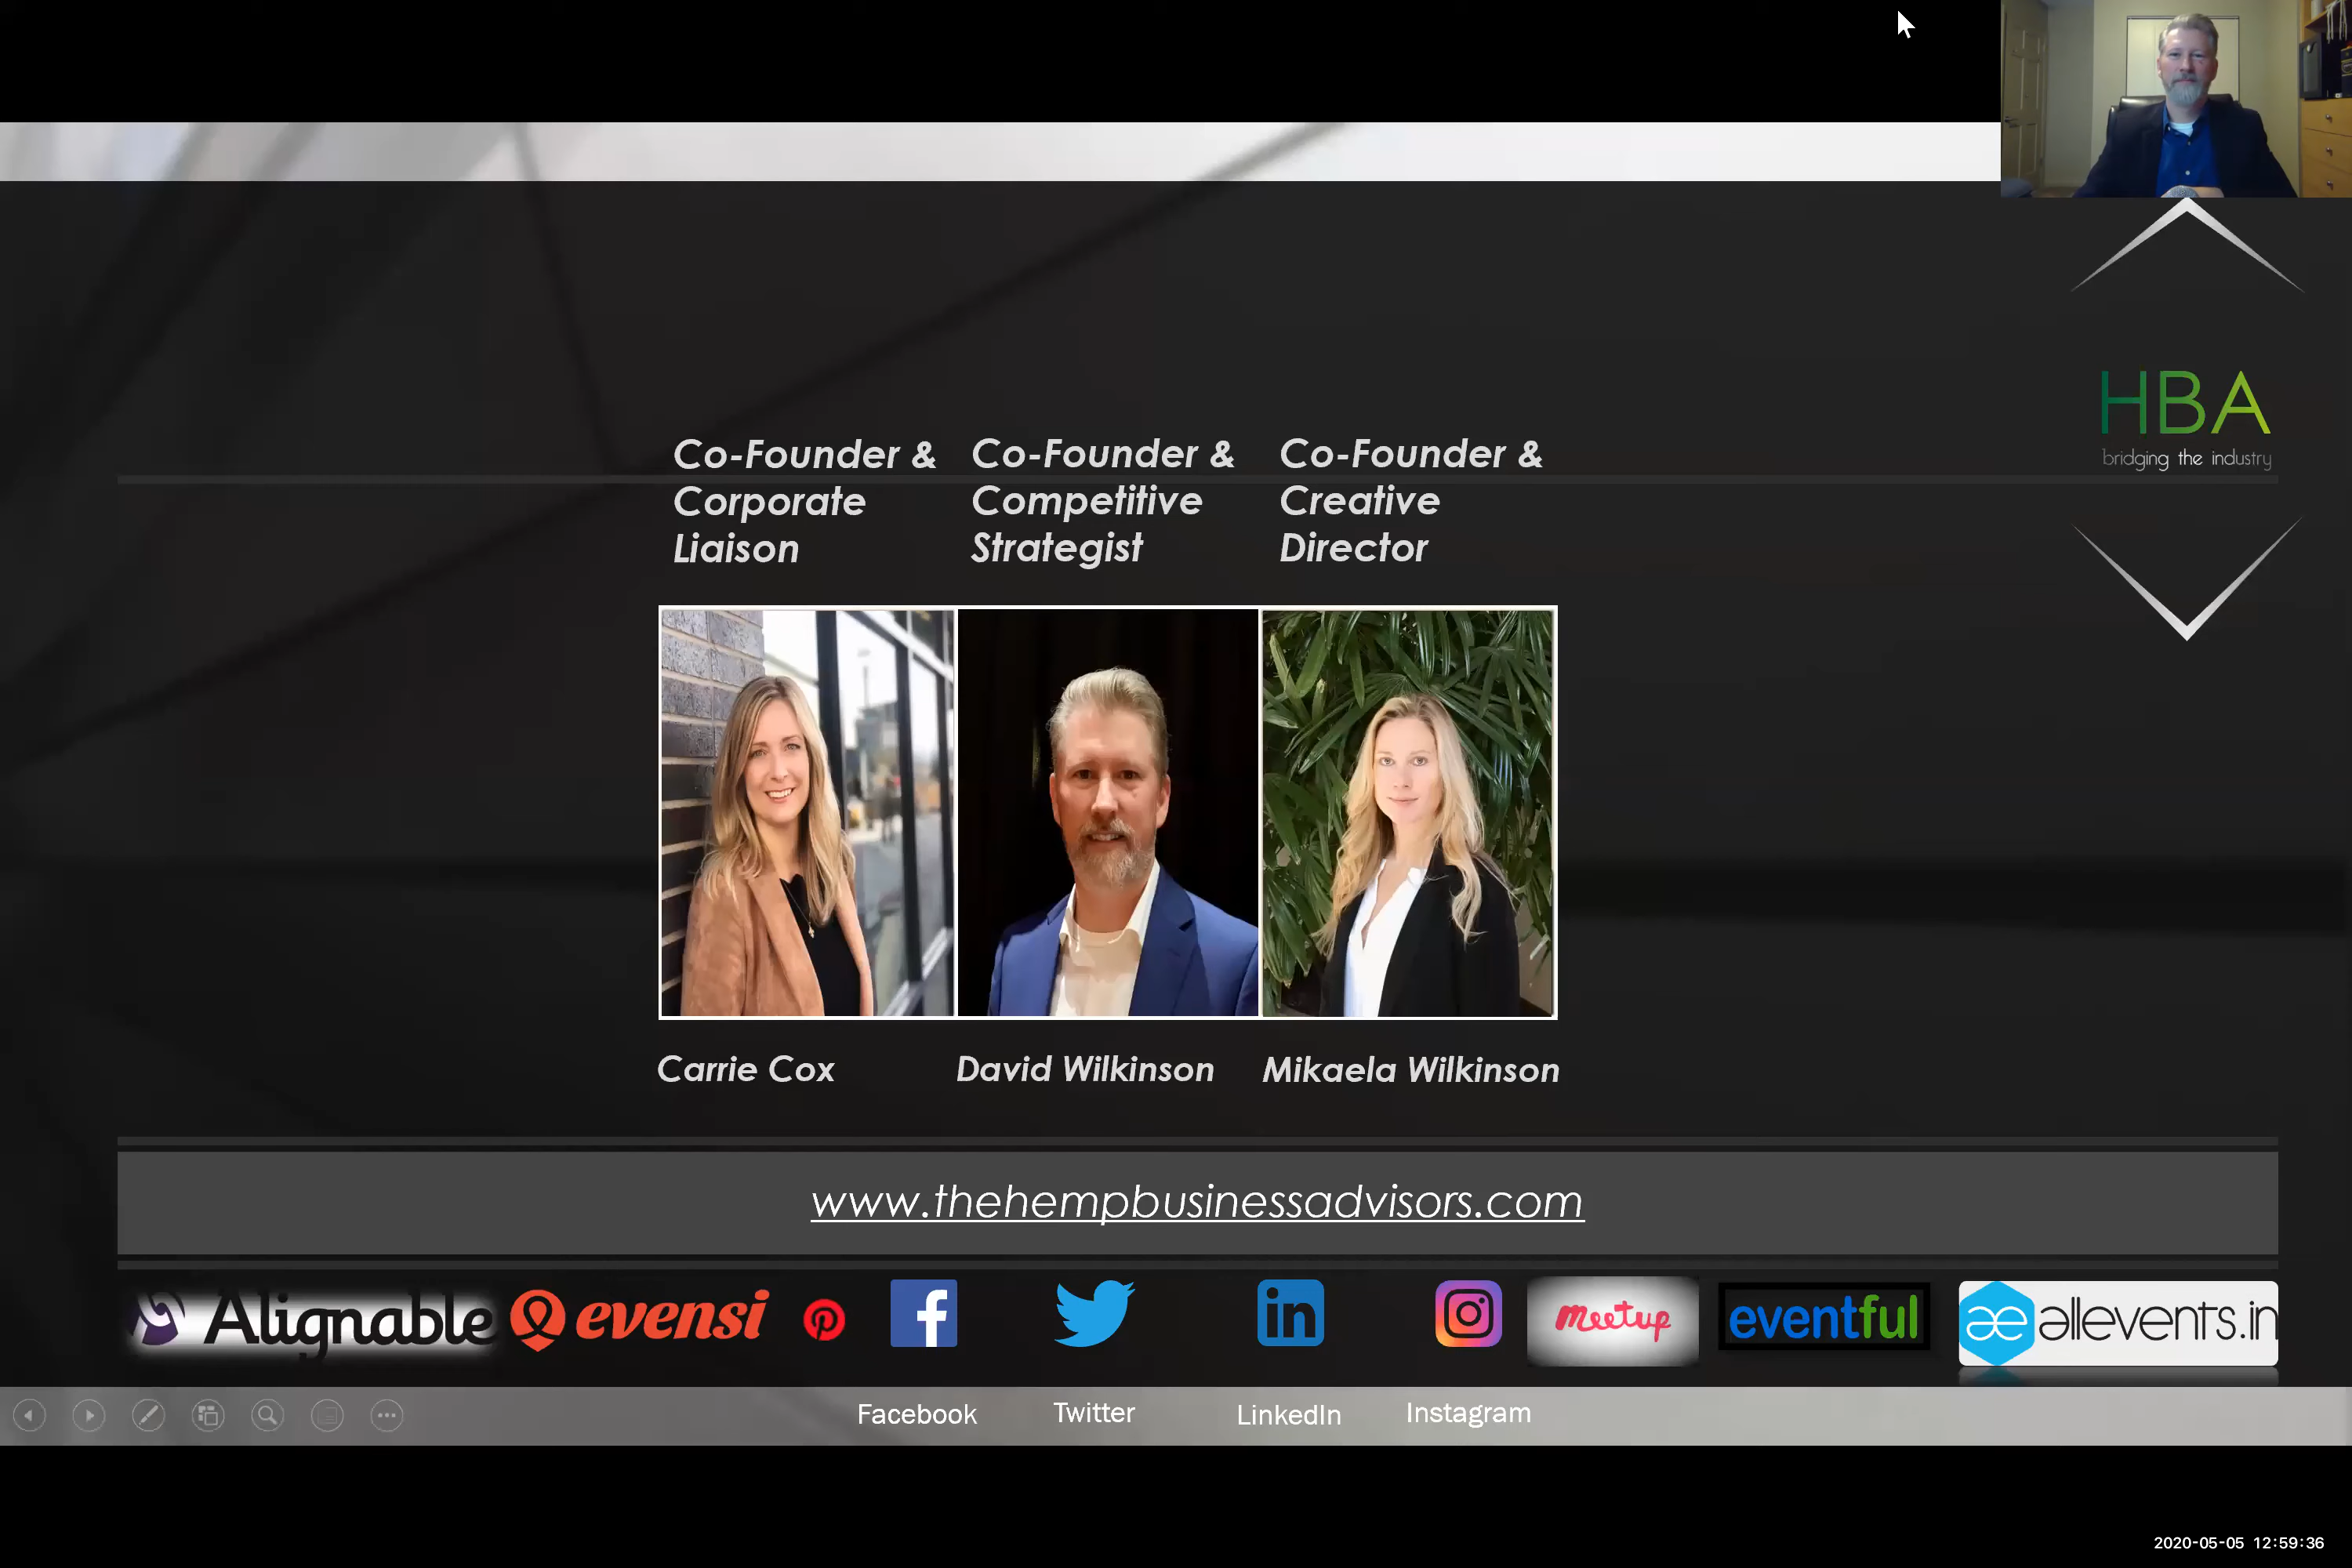 HBA
bridging the industry
Co-Founder &
Corporate
Liaison
Co-Founder &
Competitive
Strategist
Co-Founder &
Creative
Director
Carrie Cox
David Wilkinson
Mikaela Wilkinson
www.thehempbusinessadvisors.com
Alignable
evensi
f
in
meetup
eventful
æ allevents.in
Facebook
Twitter
LinkedIn
Instagram
2020-05-05 12:59:36